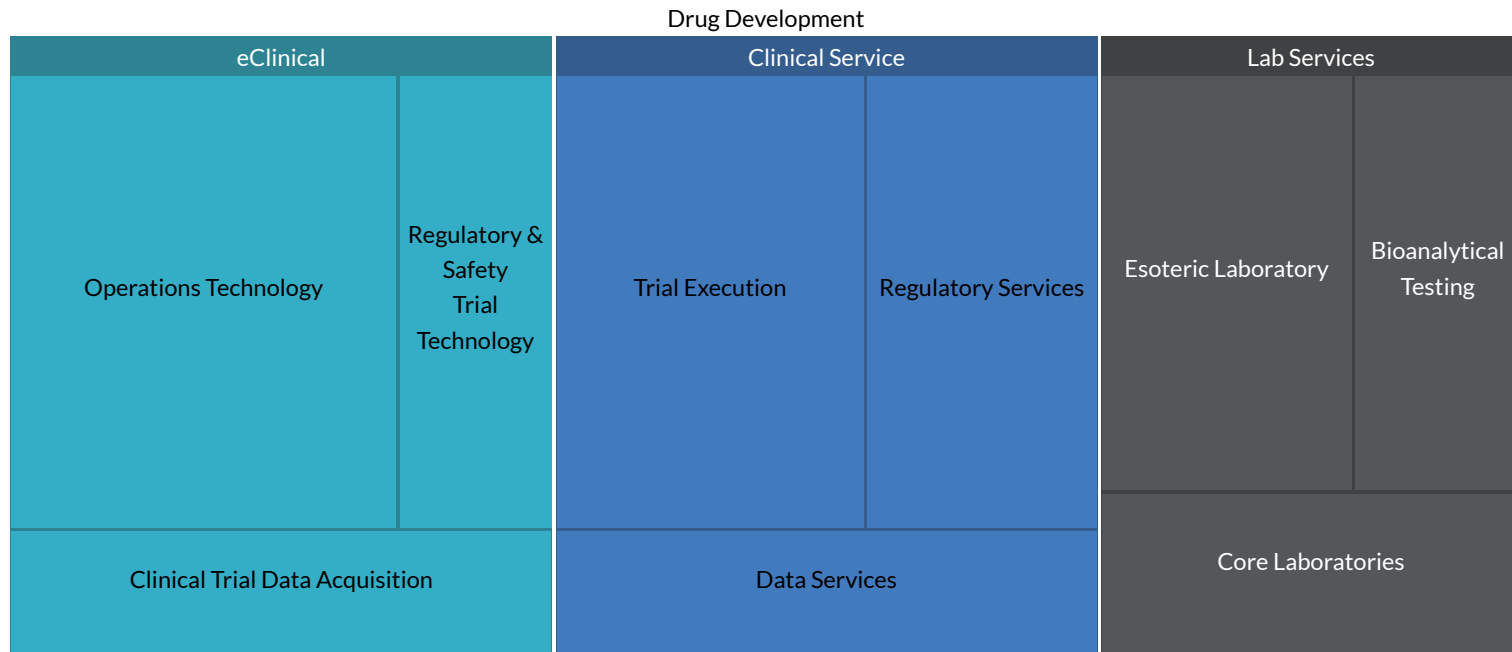 Drug Development
eClinical
Operations Technology
Regulatory &
Safety
Trial
Technology
Clinical Trial Data Acquisition
Clinical Service
Trial Execution
Regulatory Services
Data Services
Lab Services
Esoteric Laboratory
Bioanalytical
Testing
Core Laboratories